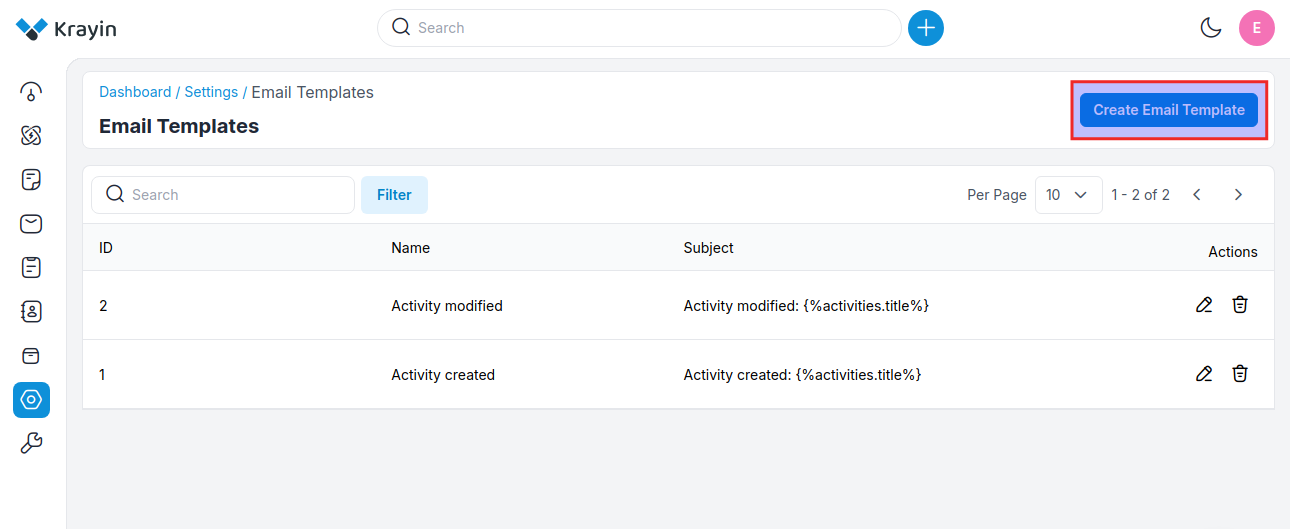 Krayin
Search
E
Dashboard / Settings / Email Templates
Email Templates
Create Email Template
Search
Filter
Per Page
10
1 - 2 of 2
ID Name Subject Actions
2 Activity modified Activity modified: {%activities.title%}
1 Activity created Activity created: {%activities.title%}